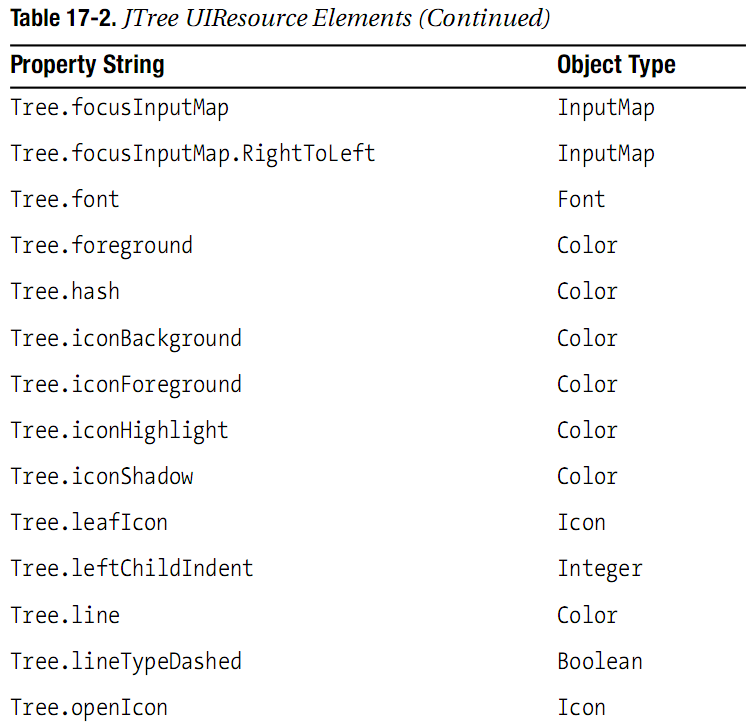 Table 17-2. JTree UIResource Elements (Continued)
Property String Object Type
Tree.focusInputMap InputMap
Tree.focusInputMap.RightToLeft InputMap
Tree.font Font
Tree.foreground Color
Tree.hash Color
Tree.iconBackground Color
Tree.iconForeground Color
Tree.iconHighlight Color
Tree.iconShadow Color
Tree.leafIcon Icon
Tree.leftChildIndent Integer
Tree.line Color
Tree.lineTypeDashed Boolean
Tree.openIcon Icon